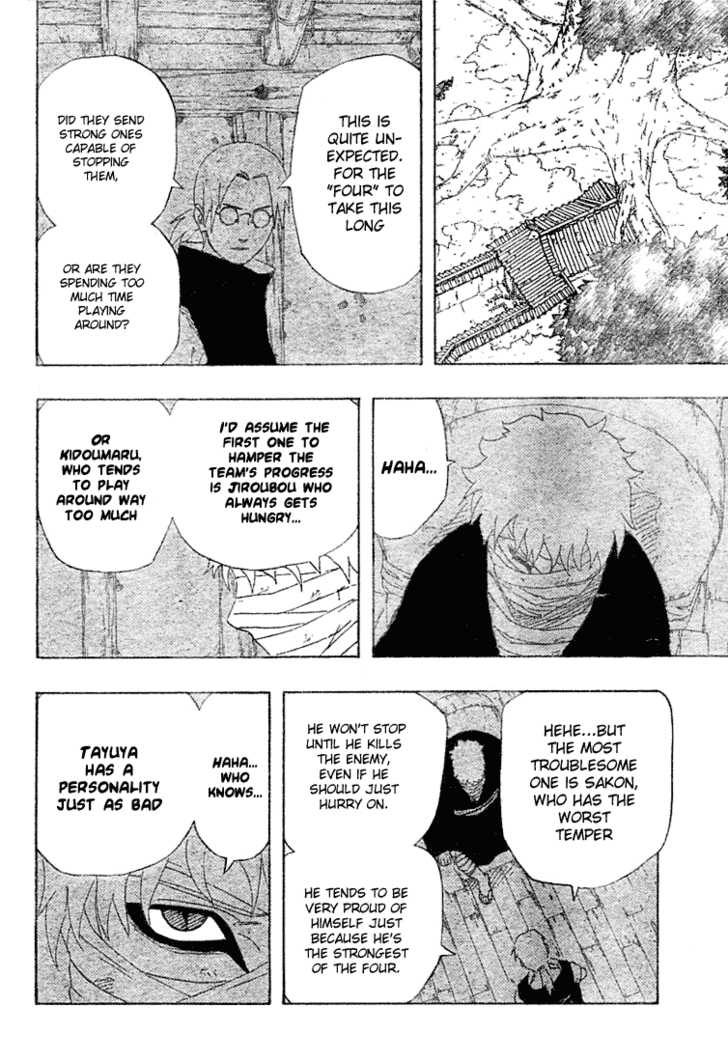 THIS IS
QUITE UN-
EXPECTED.
FOR THE
"FOUR" TO
TAKE THIS
LONG
DID THEY SEND
STRONG ONES
CAPABLE OF
STOPPING
THEM,
OR ARE THEY
SPENDING TOO
MUCH TIME
PLAYING
AROUND?
HAHA...
I'D ASSUME THE
FIRST ONE TO
HAMPER THE
TEAM'S PROGRESS
IS JIROUBOU WHO
ALWAYS GETS
HUNGRY...
OR
KIDOUMARU,
WHO TENDS
TO PLAY
AROUND WAY
TOO MUCH
HEHE...BUT
THE MOST
TROUBLESOME
ONE IS SAKON,
WHO HAS THE
WORST
TEMPER
HE WON'T STOP
UNTIL HE KILLS
THE ENEMY,
EVEN IF HE
SHOULD JUST
HURRY ON.
HE TENDS TO BE
VERY PROUD OF
HIMSELF JUST
BECAUSE HE'S
THE STRONGEST
OF THE FOUR.
HAHA...
WHO
KNOWS...
TAYUYA
HAS A
PERSONALITY
JUST AS BAD